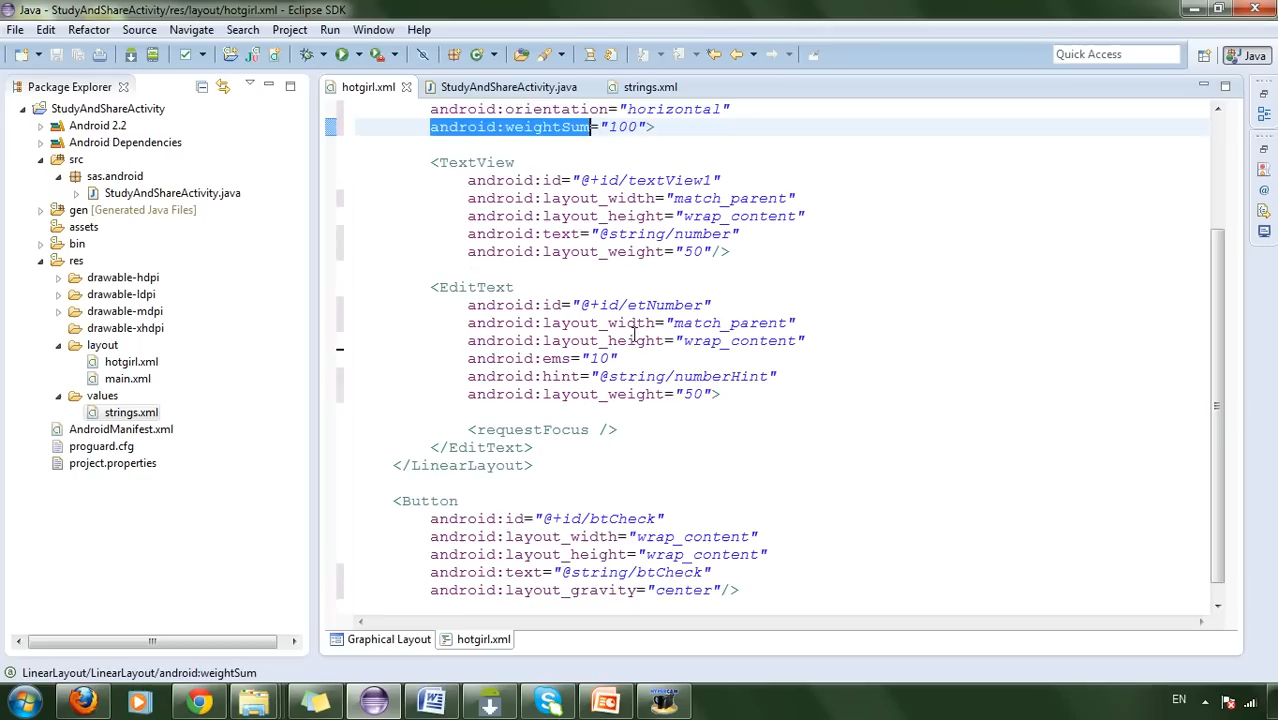 Java - StudyAndShareActivity/res/layout/hotgirl.xml - Eclipse SDK
File Edit Refactor Source Navigate Search Project Run Window Help
Quick Access
Java
Package Explorer
hotgirl.xml
StudyAndShareActivity.java
strings.xml
StudyAndShareActivity
Android 2.2
Android Dependencies
src
sas.android
StudyAndShareActivity.java
gen [Generated Java Files]
assets
bin
res
drawable-hdpi
drawable-ldpi
drawable-mdpi
drawable-xhdpi
layout
hotgirl.xml
main.xml
values
strings.xml
AndroidManifest.xml
proguard.cfg
project.properties
android:orientation="horizontal"
android:weightSum="100">
<TextView
android:id="@+id/textView1"
android:layout_width="match_parent"
android:layout_height="wrap_content"
android:text="@string/number"
android:layout_weight="50"/>
<EditText
android:id="@+id/etNumber"
android:layout_width="match_parent"
android:layout_height="wrap_content"
android:ems="10"
android:hint="@string/numberHint"
android:layout_weight="50">
<requestFocus />
</EditText>
</LinearLayout>
<Button
android:id="@+id/btCheck"
android:layout_width="wrap_content"
android:layout_height="wrap_content"
android:text="@string/btCheck"
android:layout_gravity="center"/>
Graphical Layout
hotgirl.xml
LinearLayout/LinearLayout/android:weightSum
EN